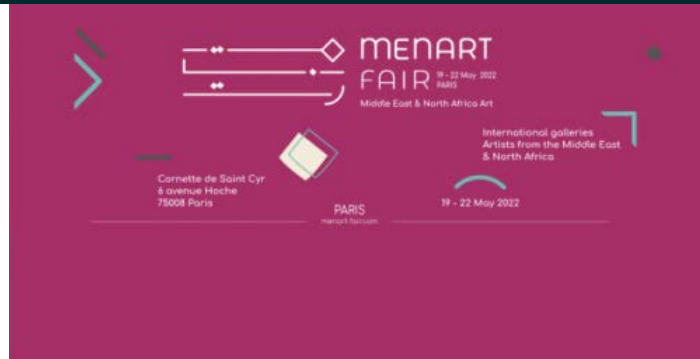 MENART
FAIR 19 - 22 May 2022
PARIS
Middle East & North Africa Art
International galleries
Artists from the Middle East
& North Africa
Cornette de Saint Cyr
6 avenue Hoche
75008 Paris
19 - 22 May 2022
PARIS
menart-fair.com